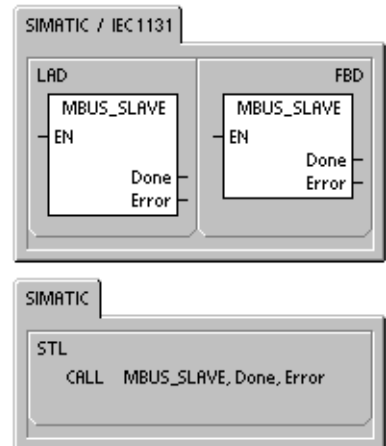 SIMATIC / IEC1131
LAD
FBD
MBUS_SLAVE
EN
Done
Error
MBUS_SLAVE
EN
Done
Error
SIMATIC
STL
CALL MBUS_SLAVE, Done, Error